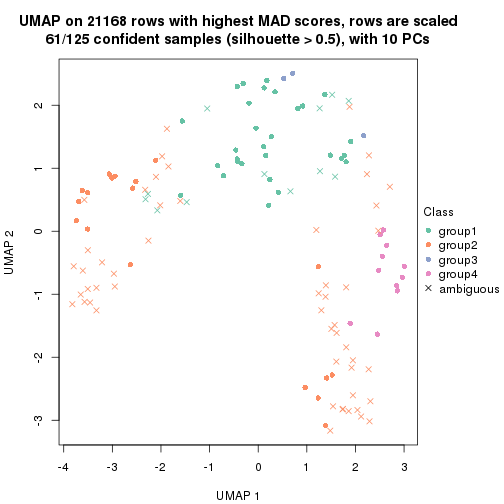 UMAP on 21168 rows with highest MAD scores, rows are scaled
61/125 confident samples (silhouette > 0.5), with 10 PCs
UMAP 2
2
1
0
-1
-2
-3
-4
-3
-2
-1
0
1
2
3
UMAP 1
Class
group1
group2
group3
group4
ambiguous